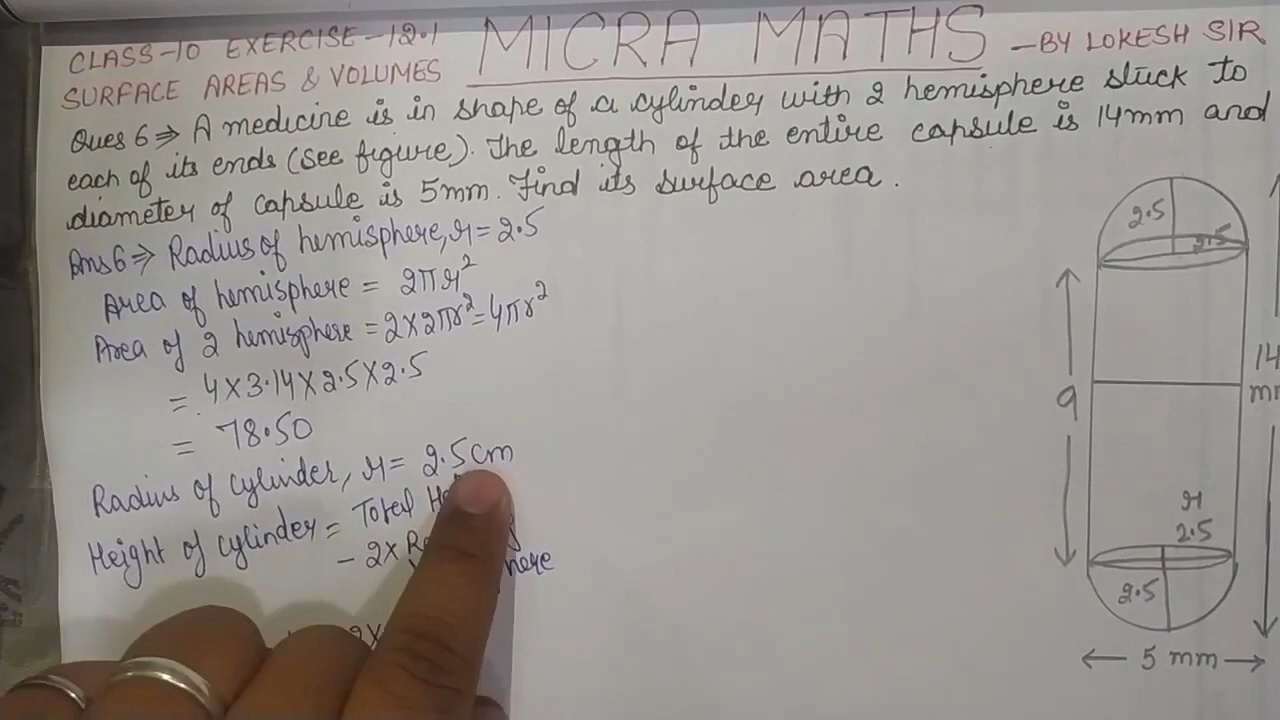 CLASS-10 EXERCISE-12.1
SURFACE AREAS & VOLUMES
MICRA MATHS
-BY LOKESH SIR
Ques 6 ⇒ A medicine is in shape of a cylinder with 2 hemisphere stuck to
each of its ends (See figure). The length of the entire capsule is 14mm and
diameter of capsule is 5mm. Find its surface area.
Ans 6 ⇒ Radius of hemisphere, r = 2.5
Area of hemisphere = 2πr²
Area of 2 hemisphere = 2×2πr² = 4πr²
= 4×3.14×2.5×2.5
= 78.50
Radius of cylinder, r = 2.5cm
Height of cylinder = Total
- 2×
2.5
2.5
9
14
r
2.5
2.5
5 mm